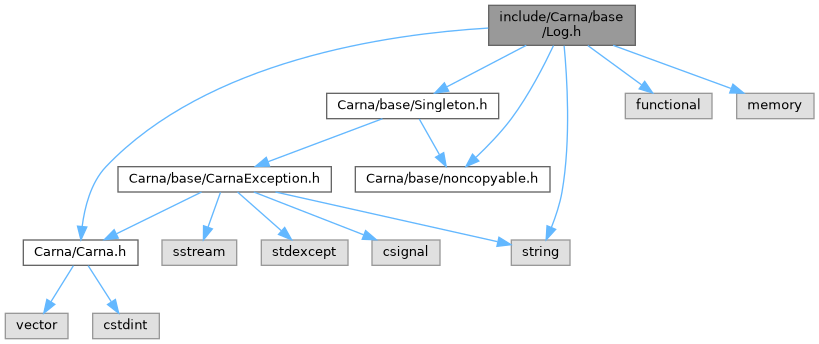 include/Carna/base
/Log.h
Carna/base/Singleton.h
functional
memory
Carna/base/CarnaException.h
Carna/base/noncopyable.h
Carna/Carna.h
sstream
stdexcept
csignal
string
vector
cstdint